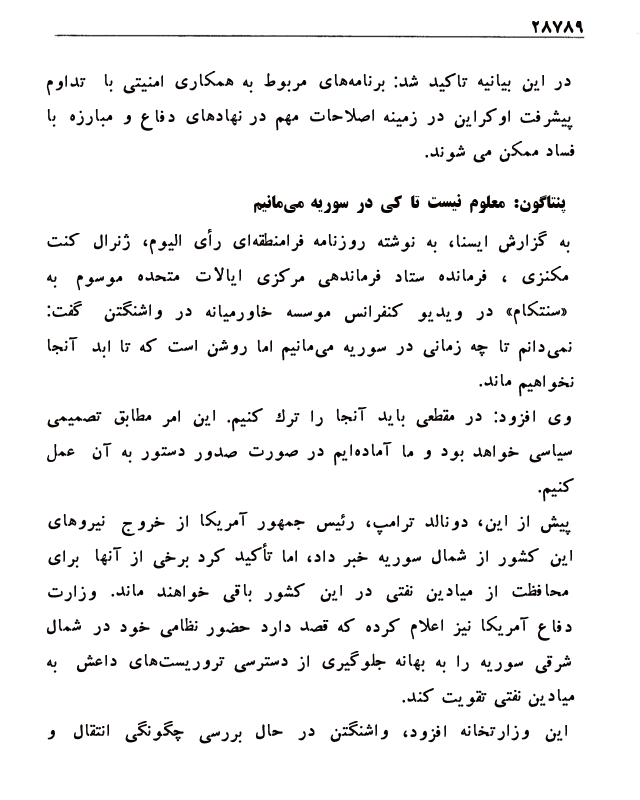 ۲۸۷۸۹
در این بیانیه تاکید شد: برنامه‌های مربوط به همکاری امنیتی با تداوم
پیشرفت اوکراین در زمینه اصلاحات مهم در نهادهای دفاع و مبارزه با
فساد ممکن می شوند.
پنتاگون: معلوم نیست تا کی در سوریه می‌مانیم
به گزارش ایسنا، به نوشته روزنامه فرامنطقه‌ای رأی الیوم، ژنرال کنت
مکنزی ، فرمانده ستاد فرماندهی مرکزی ایالات متحده موسوم به
«سنتکام» در ویدیو کنفرانس موسسه خاورمیانه در واشنگتن گفت:
نمی‌دانم تا چه زمانی در سوریه می‌مانیم اما روشن است که تا ابد آنجا
نخواهیم ماند.
وی افزود: در مقطعی باید آنجا را ترك کنیم. این امر مطابق تصمیمی
سیاسی خواهد بود و ما آماده‌ایم در صورت صدور دستور به آن عمل
کنیم.
پیش از این، دونالد ترامپ، رئیس جمهور آمریکا از خروج نیروهای
این کشور از شمال سوریه خبر داد، اما تأکید کرد برخی از آنها برای
محافظت از میادین نفتی در این کشور باقی خواهند ماند. وزارت
دفاع آمریکا نیز اعلام کرده که قصد دارد حضور نظامی خود در شمال
شرقی سوریه را به بهانه جلوگیری از دسترسی تروریست‌های داعش به
میادین نفتی تقویت کند.
این وزارتخانه افزود، واشنگتن در حال بررسی چگونگی انتقال و